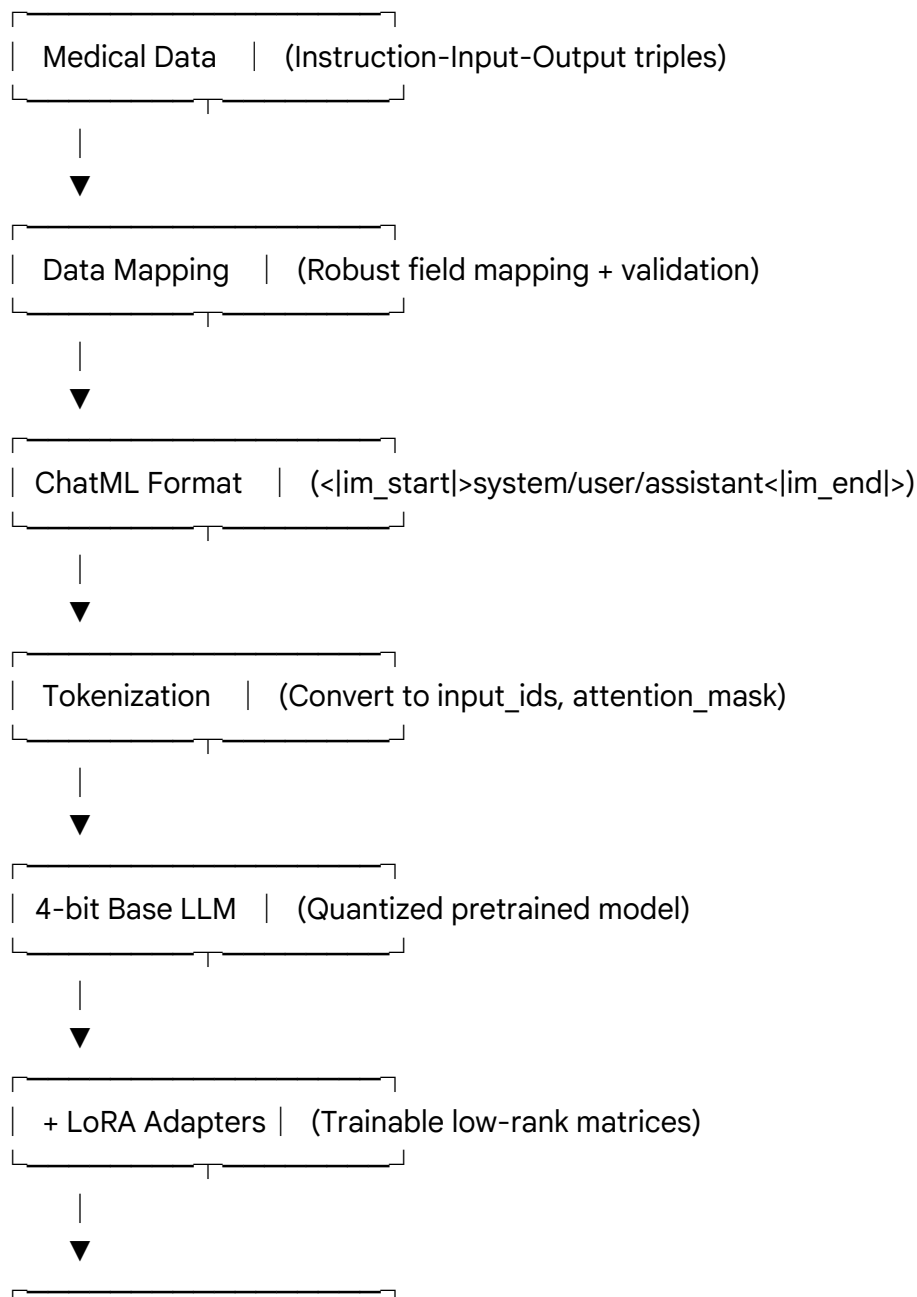 Medical Data (Instruction-Input-Output triples)
Data Mapping (Robust field mapping + validation)
ChatML Format (<|im_start|>system/user/assistant<|im_end|>)
Tokenization (Convert to input_ids, attention_mask)
4-bit Base LLM (Quantized pretrained model)
+ LoRA Adapters (Trainable low-rank matrices)